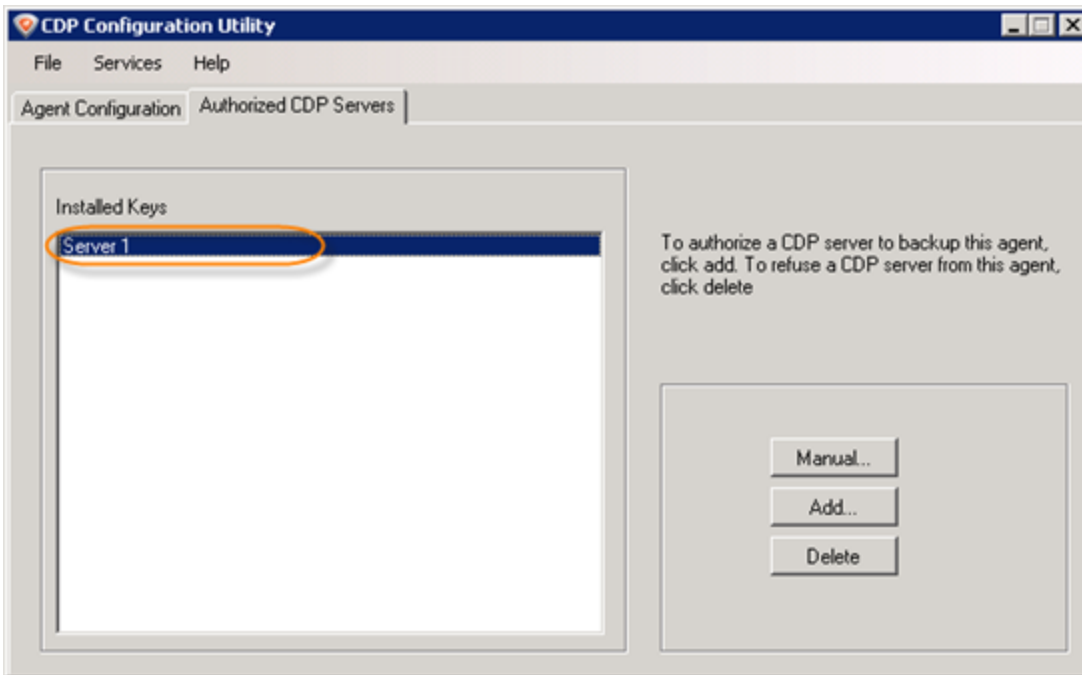 CDP Configuration Utility
File Services Help
Agent Configuration Authorized CDP Servers
Installed Keys
Server 1
To authorize a CDP server to backup this agent,
click add. To refuse a CDP server from this agent,
click delete
Manual...
Add...
Delete